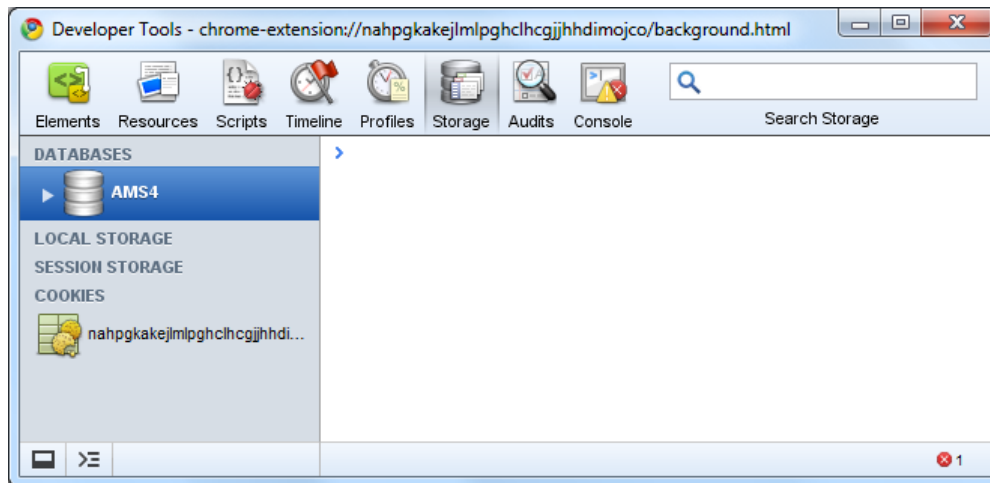 Developer Tools - chrome-extension://nahpgkakejlmlpghclhcgjjhhdimojco/background.html
Elements Resources Scripts Timeline Profiles Storage Audits Console Search Storage
DATABASES
AMS4
LOCAL STORAGE
SESSION STORAGE
COOKIES
nahpgkakejlmlpghclhcgjjhhdi...
1